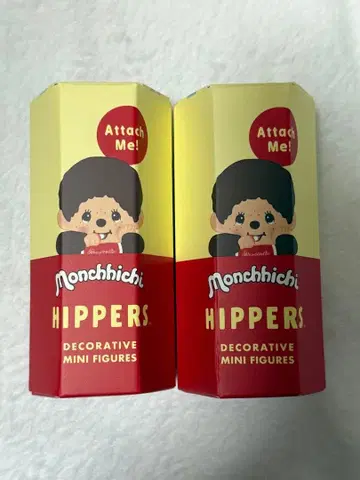 Attach
Me!
Monchhichi
HIPPERS
DECORATIVE
MINI FIGURES
Attach
Me!
Monchhichi
HIPPERS
DECORATIVE
MINI FIGURES